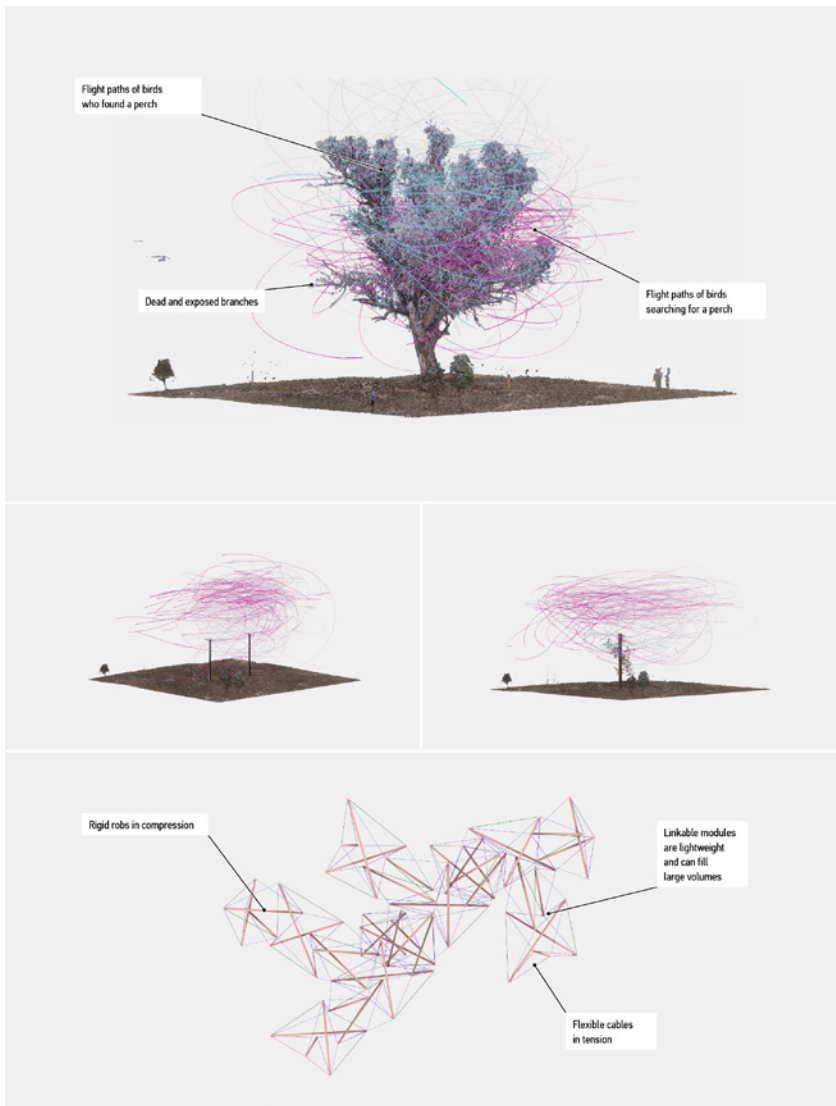 Flight paths of birds
who found a perch
Dead and exposed branches
Flight paths of birds
searching for a perch
Rigid robs in compression
Linkable modules
are lightweight
and can fill
large volumes
Flexible cables
in tension